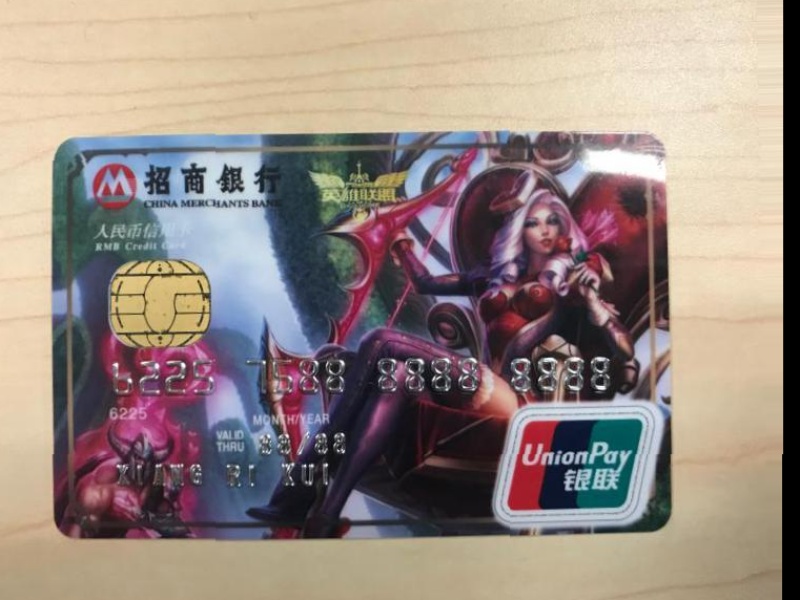 招商银行
CHINA MERCHANTS BANK
英雄联盟
人民币信用卡
RMB Credit Card
6225 7588 8888 8888
6225
MONTH/YEAR
VALID THRU 88/88
XIANG RI KUI
UnionPay
银联